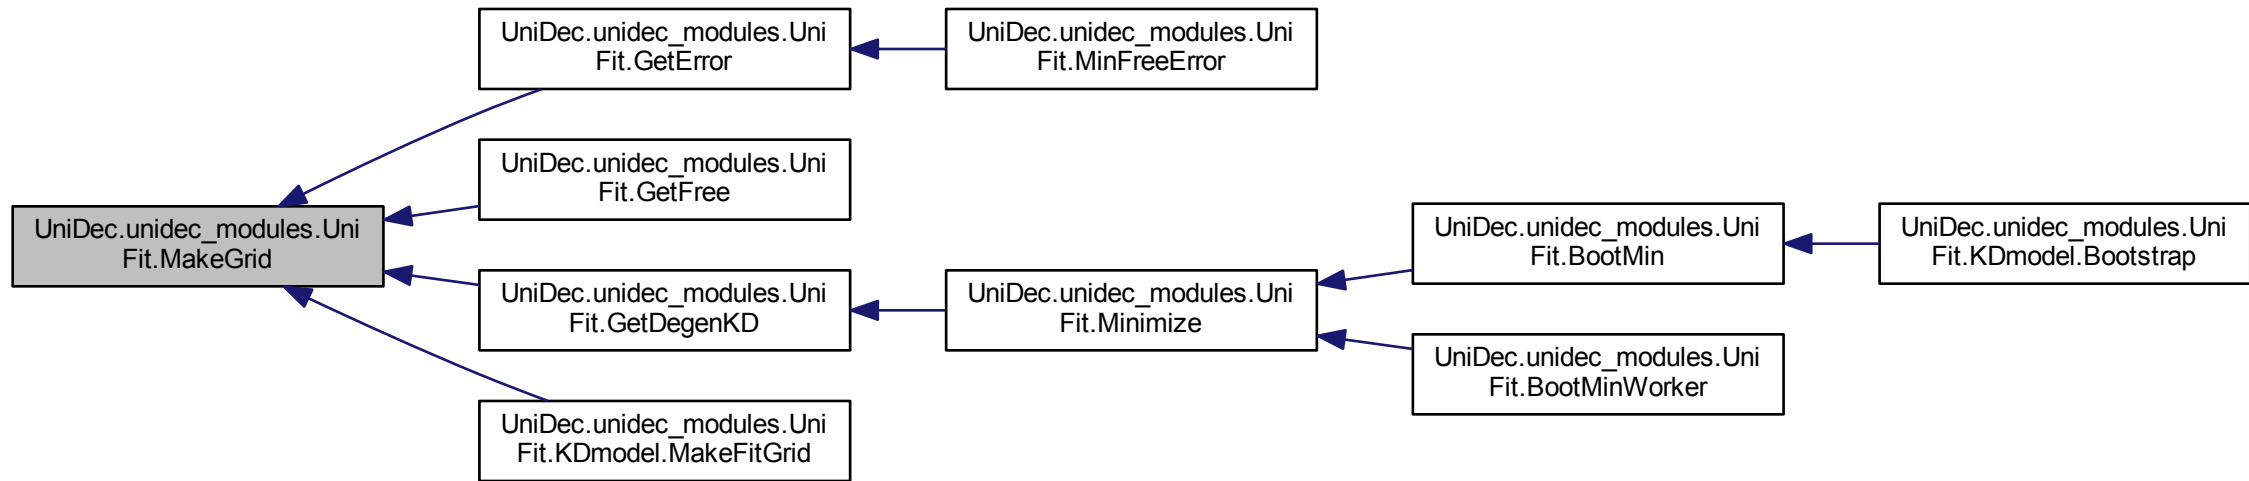 UniDec.unidec_modules.Uni
Fit.GetError
UniDec.unidec_modules.Uni
Fit.MinFreeError
UniDec.unidec_modules.Uni
Fit.GetFree
UniDec.unidec_modules.Uni
Fit.MakeGrid
UniDec.unidec_modules.Uni
Fit.BootMin
UniDec.unidec_modules.Uni
Fit.KDmodel.Bootstrap
UniDec.unidec_modules.Uni
Fit.GetDegenKD
UniDec.unidec_modules.Uni
Fit.Minimize
UniDec.unidec_modules.Uni
Fit.BootMinWorker
UniDec.unidec_modules.Uni
Fit.KDmodel.MakeFitGrid